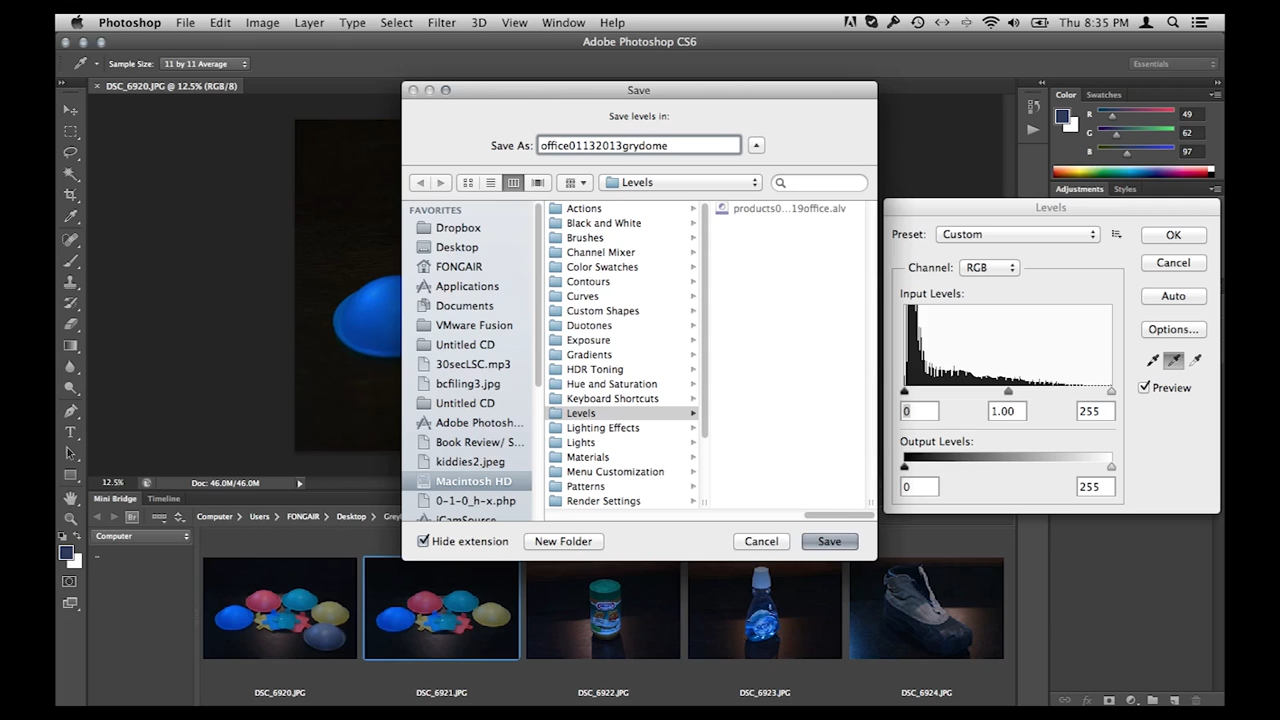 Photoshop File Edit Image Layer Type Select Filter 3D View Window Help Thu 8:35 PM
Adobe Photoshop CS6
Sample Size: 11 by 11 Average Essentials
× DSC_6920.JPG @ 12.5% (RGB/8)
Save
Save levels in:
Save As: office01132013grydome
Levels
FAVORITES
Dropbox
Desktop
FONGAIR
Applications
Documents
VMware Fusion
Untitled CD
30secLSC.mp3
bcfiling3.jpg
Untitled CD
Adobe Photosh...
Book Review/ S...
kiddies2.jpeg
Macintosh HD
0-1-0_h-x.php
iCamSource
Actions
Black and White
Brushes
Channel Mixer
Color Swatches
Contours
Curves
Custom Shapes
Duotones
Exposure
Gradients
HDR Toning
Hue and Saturation
Keyboard Shortcuts
Levels
Lighting Effects
Lights
Materials
Menu Customization
Patterns
Render Settings
products0...19office.alv
Hide extension New Folder Cancel Save
Color Swatches
R 49
G 62
B 97
Adjustments Styles
Levels
Preset: Custom OK
Channel: RGB Cancel
Input Levels: Auto
Options...
Preview
0 1.00 255
Output Levels:
0 255
12.5% Doc: 46.0M/46.0M
Mini Bridge Timeline
Br Computer Users FONGAIR Desktop
Computer
..
DSC_6920.JPG DSC_6921.JPG DSC_6922.JPG DSC_6923.JPG DSC_6924.JPG